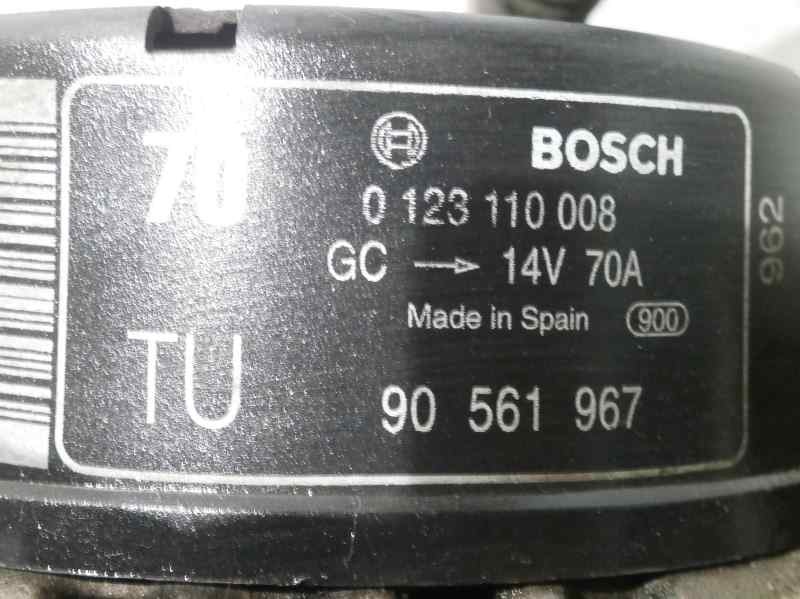 70
BOSCH
0 123 110 008
GC → 14V 70A
Made in Spain 900
TU
90 561 967
962